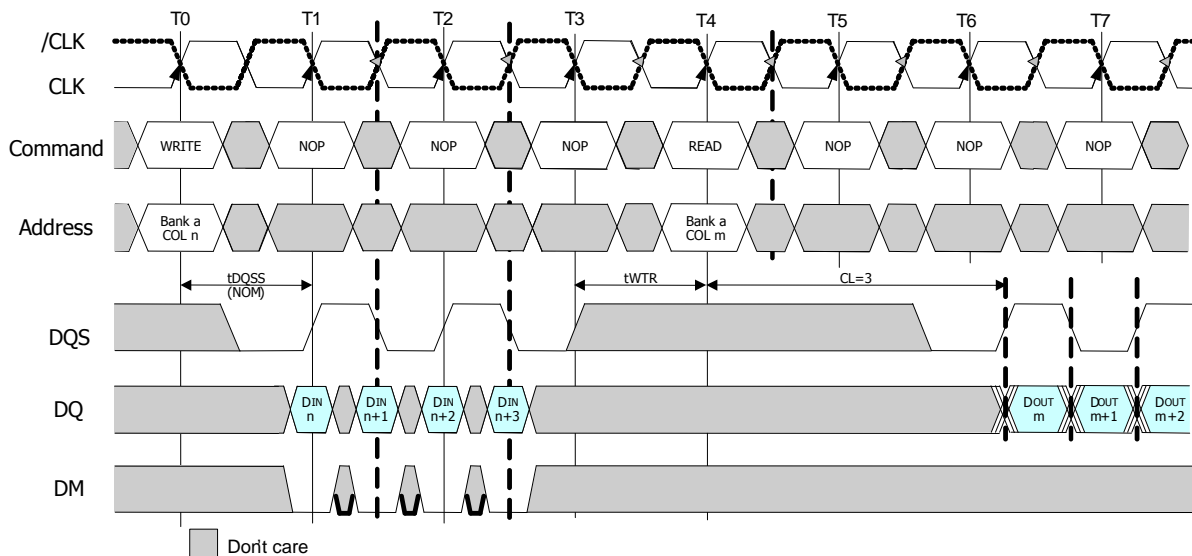 T0 T1 T2 T3 T4 T5 T6 T7
/CLK
CLK
Command WRITE NOP NOP NOP READ NOP NOP NOP
Address Bank a COL n Bank a COL m
tDQSS (NOM) tWTR CL=3
DQS
DQ DIN n DIN n+1 DIN n+2 DIN n+3 DOUT m DOUT m+1 DOUT m+2
DM
Don't care